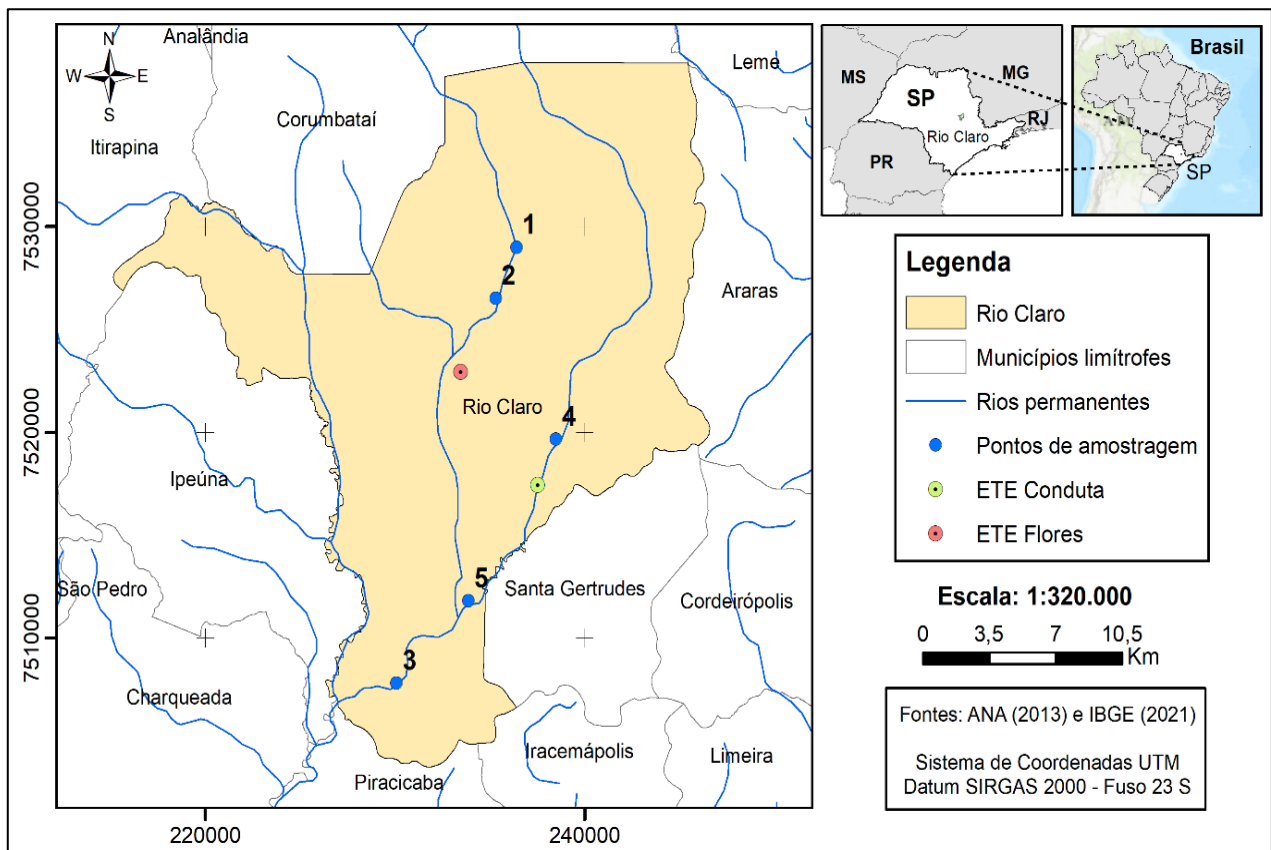 Analândia
Leme
N
W E
S
Corumbataí
Itirapina
7530000
1
2
Araras
Rio Claro
4
7520000
Ipeúna
5
São Pedro
Santa Gertrudes
Cordeirópolis
7510000
3
Charqueada
Iracemápolis
Limeira
Piracicaba
220000
240000
MS
MG
SP
RJ
Rio Claro
PR
Brasil
SP
Legenda
Rio Claro
Municípios limítrofes
Rios permanentes
Pontos de amostragem
ETE Conduta
ETE Flores
Escala: 1:320.000
0 3,5 7 10,5
Km
Fontes: ANA (2013) e IBGE (2021)
Sistema de Coordenadas UTM
Datum SIRGAS 2000 - Fuso 23 S